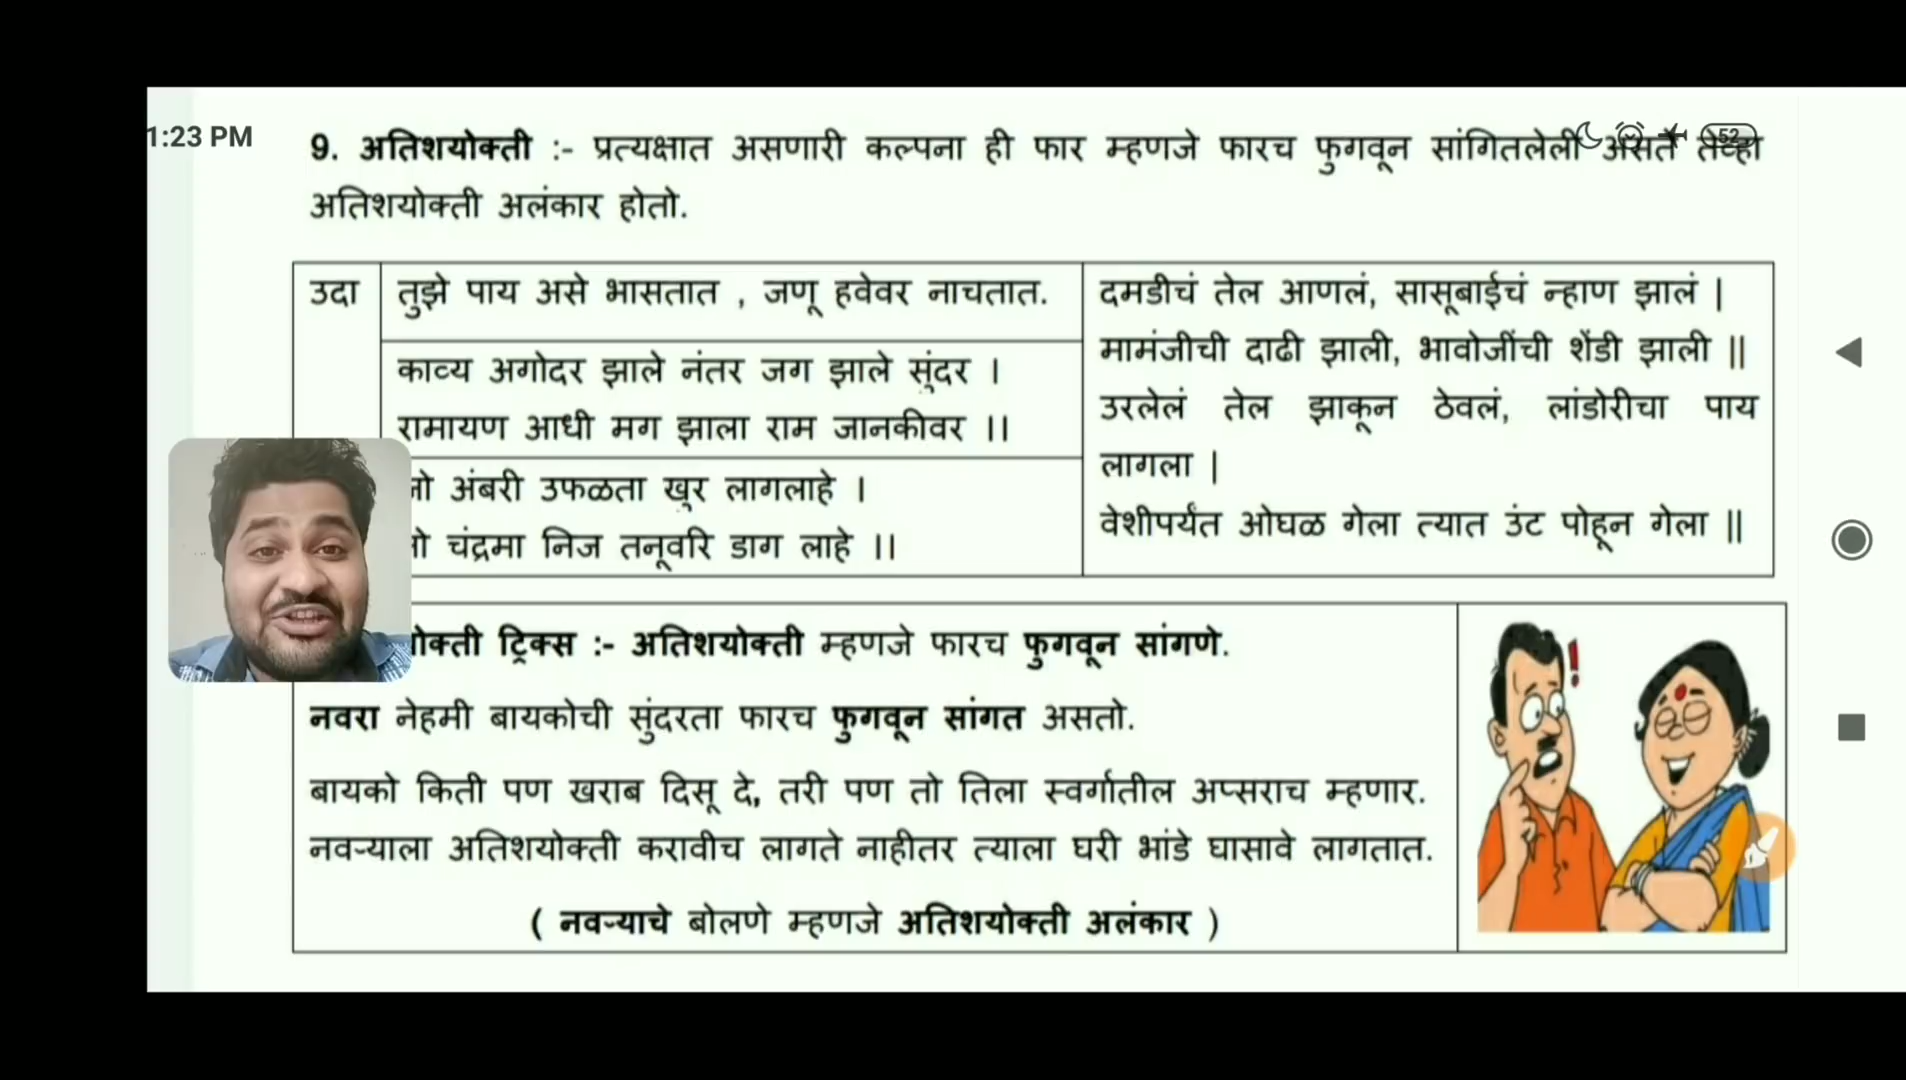 1:23 PM
52
9. अतिशयोक्ती :- प्रत्यक्षात असणारी कल्पना ही फार म्हणजे फारच फुगवून सांगितलेली असते तेव्हा
अतिशयोक्ती अलंकार होतो.
उदा
तुझे पाय असे भासतात , जणू हवेवर नाचतात.
काव्य अगोदर झाले नंतर जग झाले सुंदर ।
रामायण आधी मग झाला राम जानकीवर ।।
अंबरी उफळता खुर लागलाहे ।
चंद्रमा निज तनूवरि डाग लाहे ।।
दमडीचं तेल आणलं, सासूबाईचं न्हाण झालं |
मामंजीची दाढी झाली, भावोजींची शेंडी झाली ||
उरलेलं तेल झाकून ठेवलं, लांडोरीचा पाय
लागला |
वेशीपर्यंत ओघळ गेला त्यात उंट पोहून गेला ||
ट्रिक्स :- अतिशयोक्ती म्हणजे फारच फुगवून सांगणे.
नवरा नेहमी बायकोची सुंदरता फारच फुगवून सांगत असतो.
बायको किती पण खराब दिसू दे, तरी पण तो तिला स्वर्गातील अप्सराच म्हणार.
नवऱ्याला अतिशयोक्ती करावीच लागते नाहीतर त्याला घरी भांडे घासावे लागतात.
( नवऱ्याचे बोलणे म्हणजे अतिशयोक्ती अलंकार )